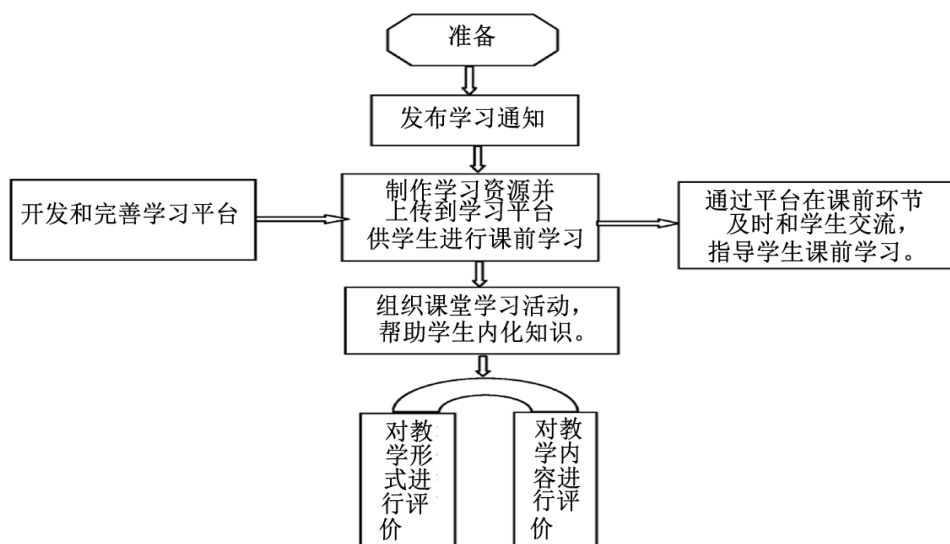 准备
发布学习通知
开发和完善学习平台
制作学习资源并
上传到学习平台
供学生进行课前学习
通过平台在课前环节
及时和学生交流，
指导学生课前学习。
组织课堂学习活动，
帮助学生内化知识。
对教学形式进行评价
对教学内容进行评价